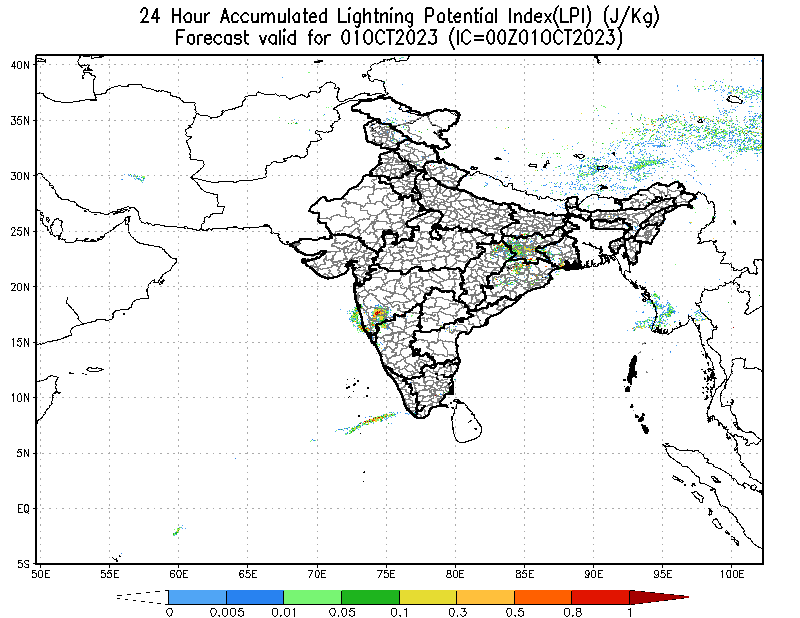 24 Hour Accumulated Lightning Potential Index(LPI) (J/Kg)
Forecast valid for 01OCT2023 (IC=00Z01OCT2023)
40N
35N
30N
25N
20N
15N
10N
5N
EQ
5S
50E 55E 60E 65E 70E 75E 80E 85E 90E 95E 100E
0 0.005 0.01 0.05 0.1 0.3 0.5 0.8 1